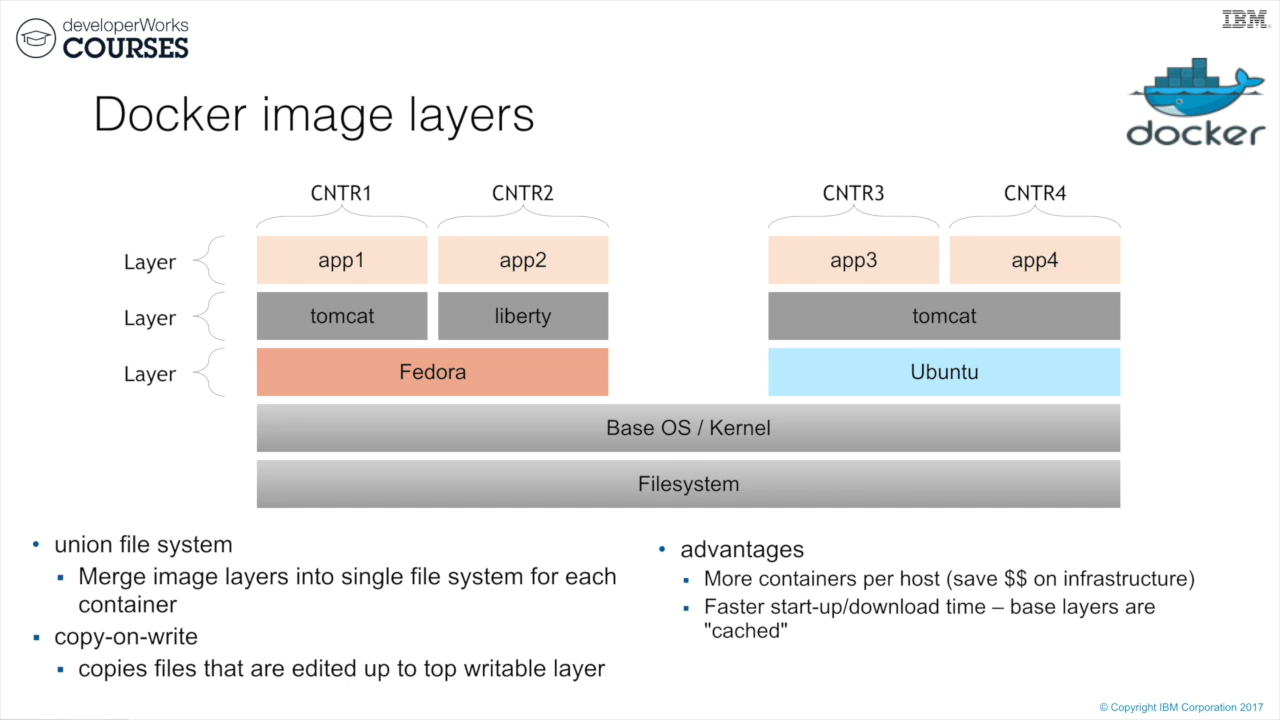 developerWorks
COURSES
IBM
docker
Docker image layers
CNTR1 CNTR2 CNTR3 CNTR4
Layer app1 app2 app3 app4
Layer tomcat liberty tomcat
Layer Fedora Ubuntu
Base OS / Kernel
Filesystem
• union file system
▪ Merge image layers into single file system for each
container
▪ copy-on-write
▪ copies files that are edited up to top writable layer
• advantages
▪ More containers per host (save $$ on infrastructure)
▪ Faster start-up/download time – base layers are
"cached"
© Copyright IBM Corporation 2017